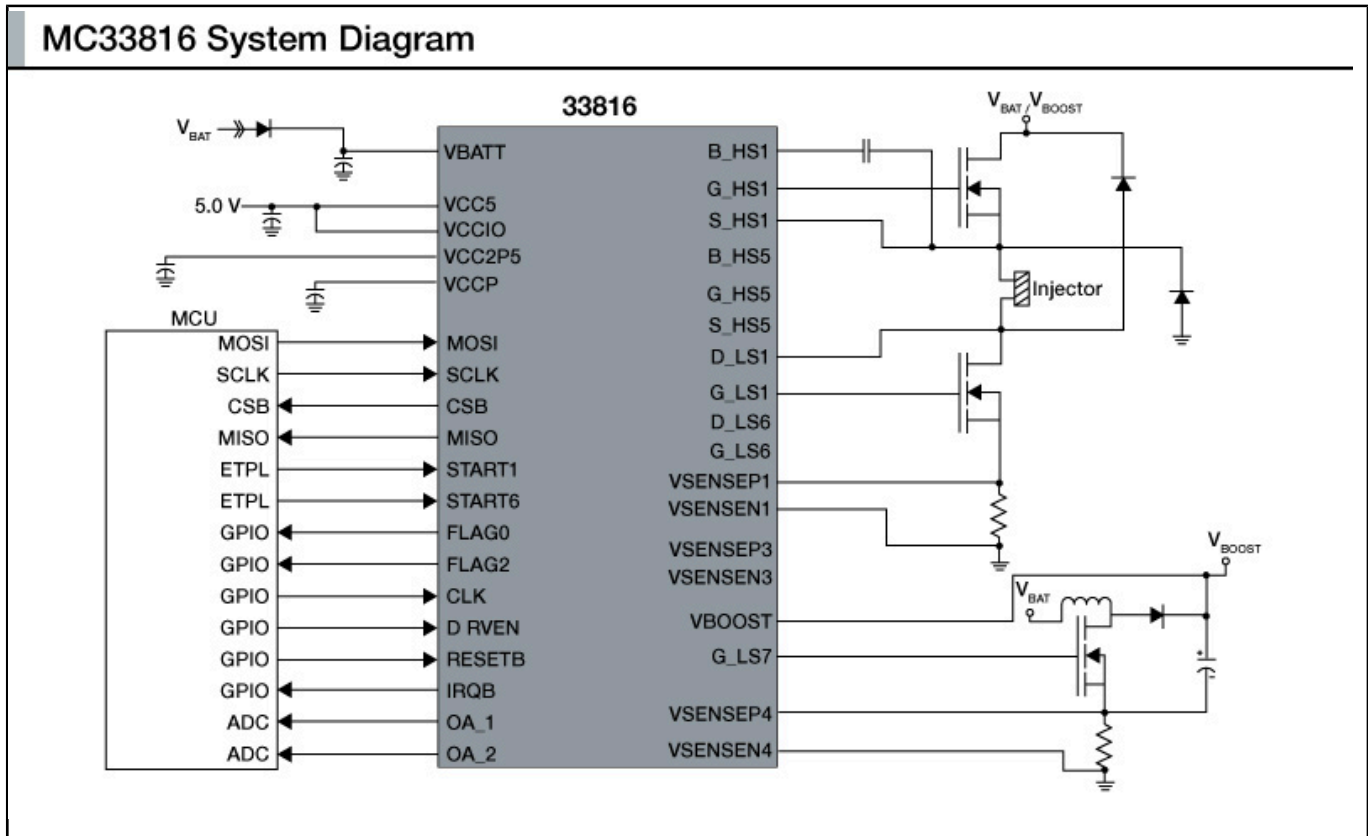 MC33816 System Diagram
33816
VBAT
5.0 V
VBATT
VCC5
VCCIO
VCC2P5
VCCP
MCU
MOSI
SCLK
CSB
MISO
ETPL
ETPL
GPIO
GPIO
GPIO
GPIO
GPIO
GPIO
ADC
ADC
MOSI
SCLK
CSB
MISO
START1
START6
FLAG0
FLAG2
CLK
D RVEN
RESETB
IRQB
OA_1
OA_2
B_HS1
G_HS1
S_HS1
B_HS5
G_HS5
S_HS5
D_LS1
G_LS1
D_LS6
G_LS6
VSENSEP1
VSENSEN1
VSENSEP3
VSENSEN3
VBOOST
G_LS7
VSENSEP4
VSENSEN4
VBAT/VBOOST
Injector
VBOOST
VBAT
+
-